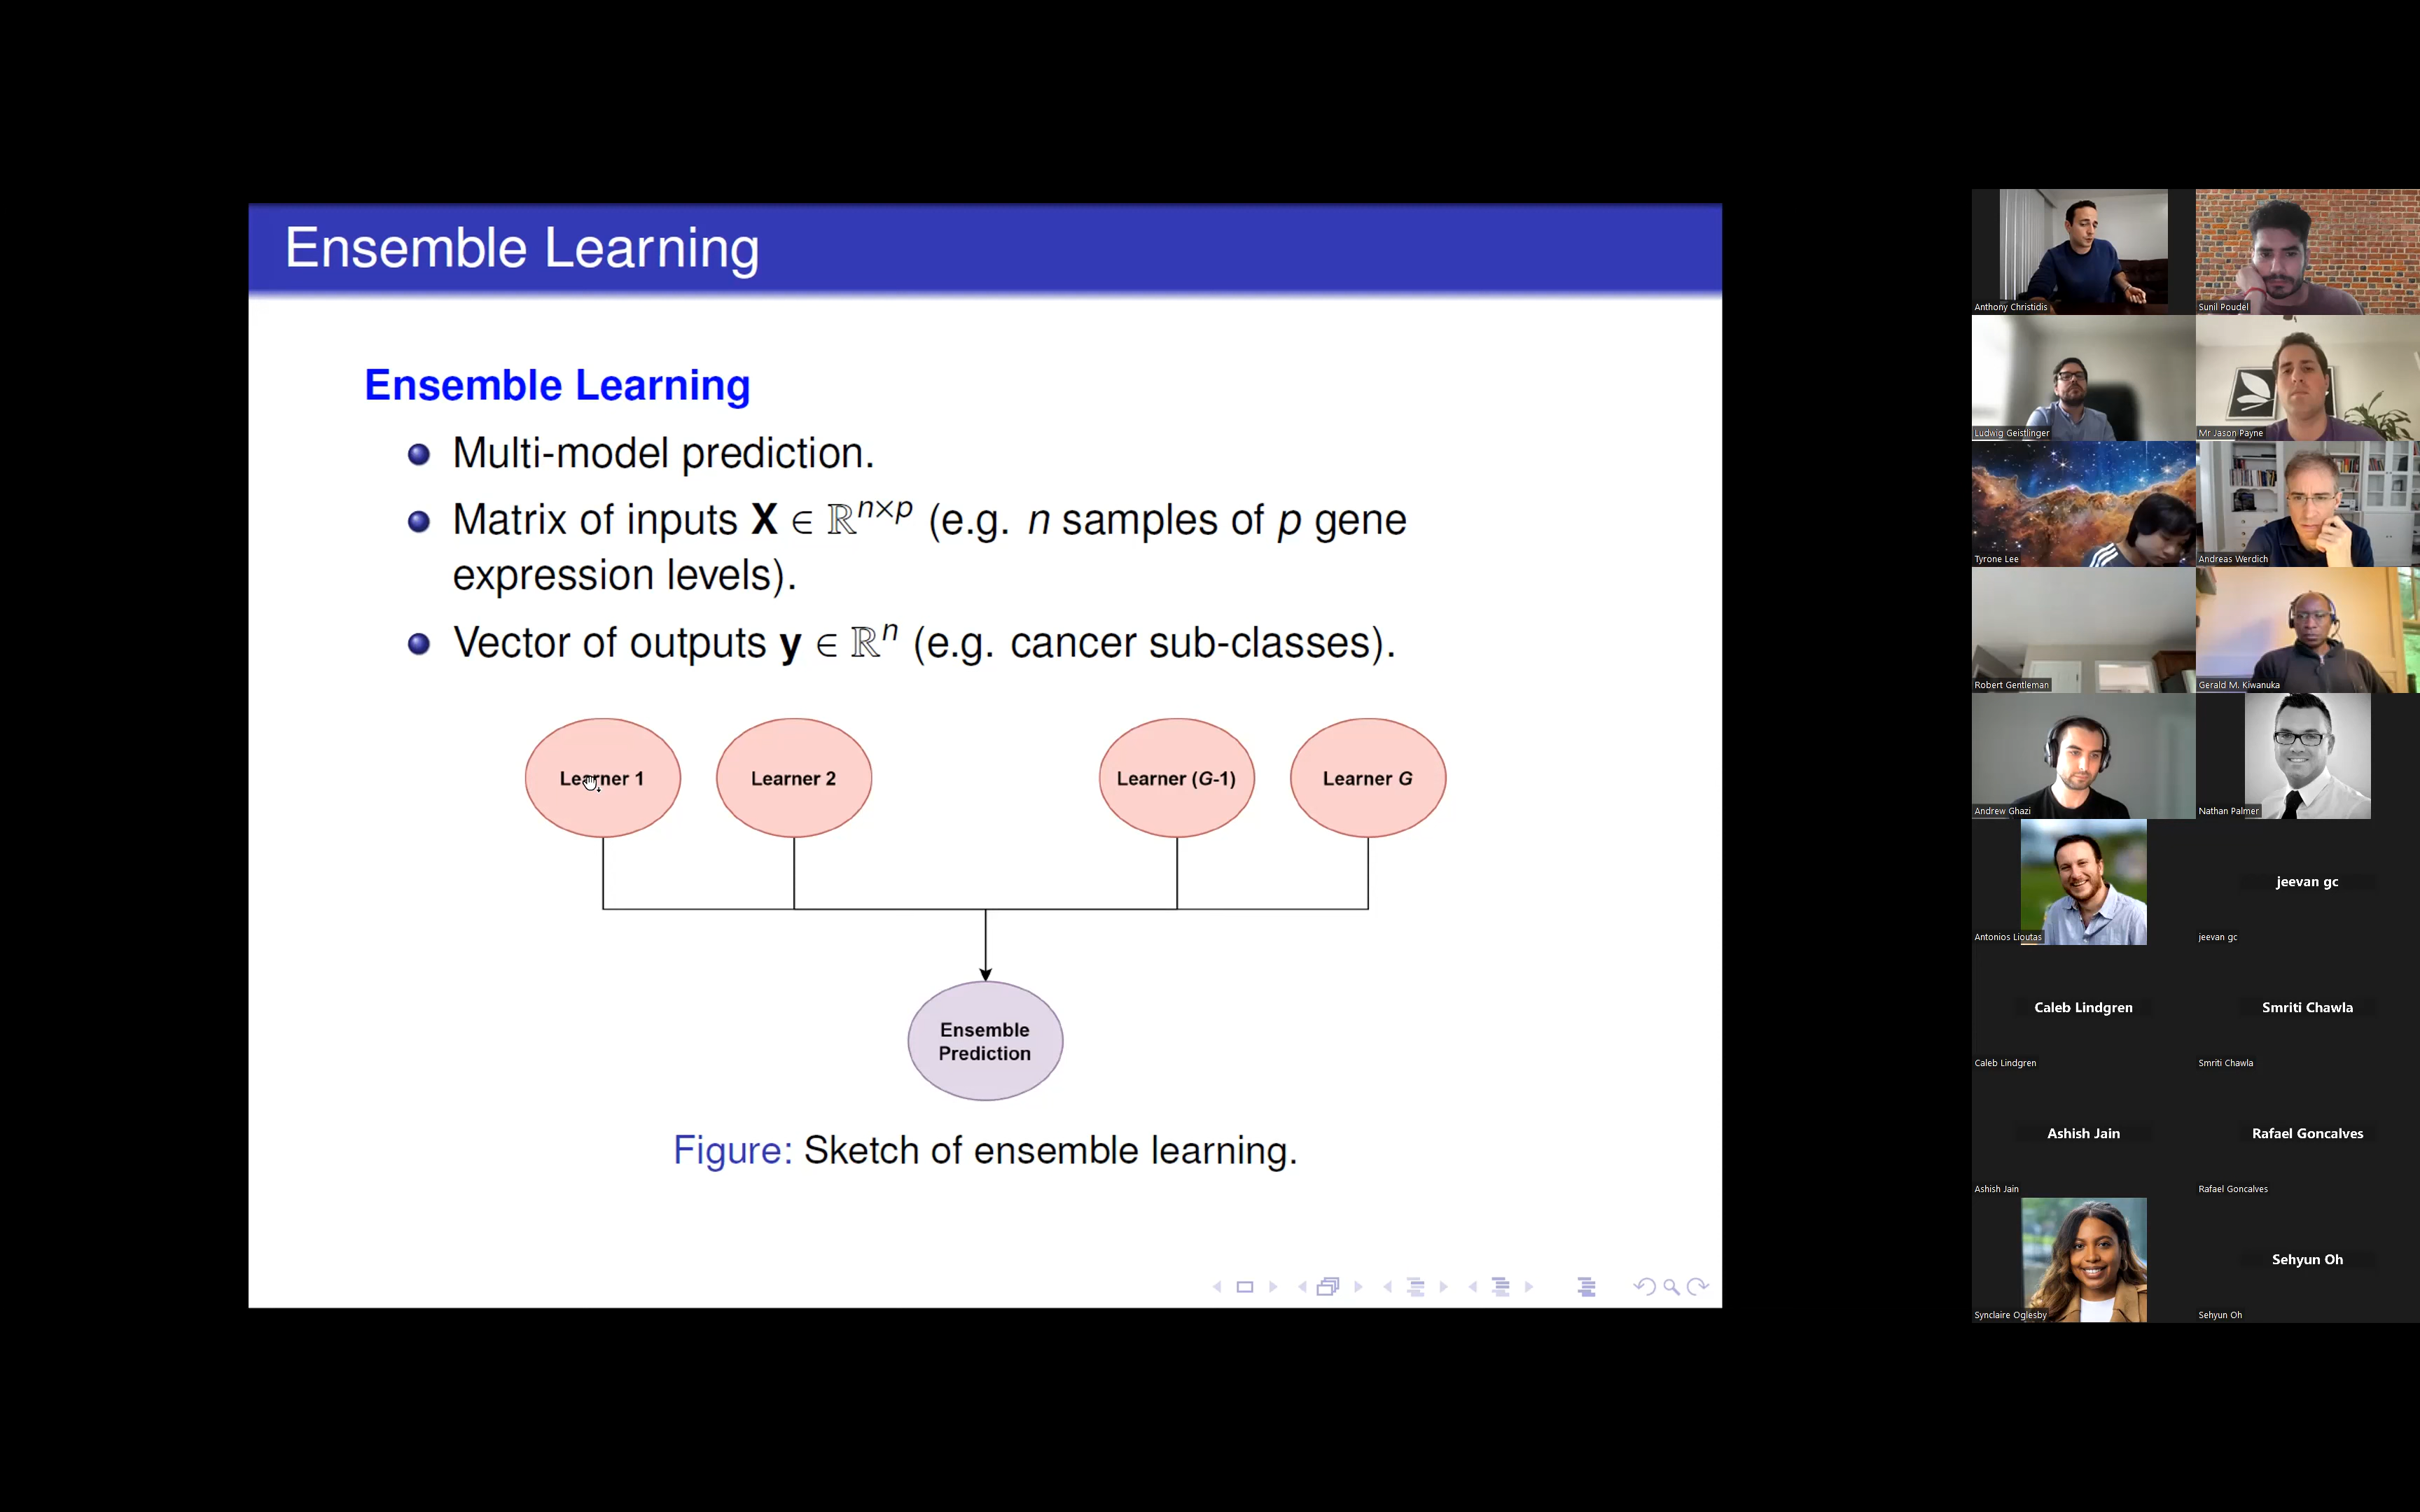 Ensemble Learning
Ensemble Learning
Multi-model prediction.
Matrix of inputs X ∈ ℝⁿˣᵖ (e.g. n samples of p gene
expression levels).
Vector of outputs y ∈ ℝⁿ (e.g. cancer sub-classes).
Learner 1
Learner 2
Learner (G-1)
Learner G
Ensemble
Prediction
Figure: Sketch of ensemble learning.
Anthony Christidis
Sunil Poudel
Ludwig Geistlinger
Mr Jason Payne
Tyrone Lee
Andreas Werdich
Robert Gentleman
Gerald M. Kiwanuka
Andrew Ghazi
Nathan Palmer
Antonios Lioutas
jeevan gc
jeevan gc
Caleb Lindgren
Smriti Chawla
Caleb Lindgren
Smriti Chawla
Ashish Jain
Rafael Goncalves
Ashish Jain
Rafael Goncalves
Synclaire Oglesby
Sehyun Oh
Sehyun Oh